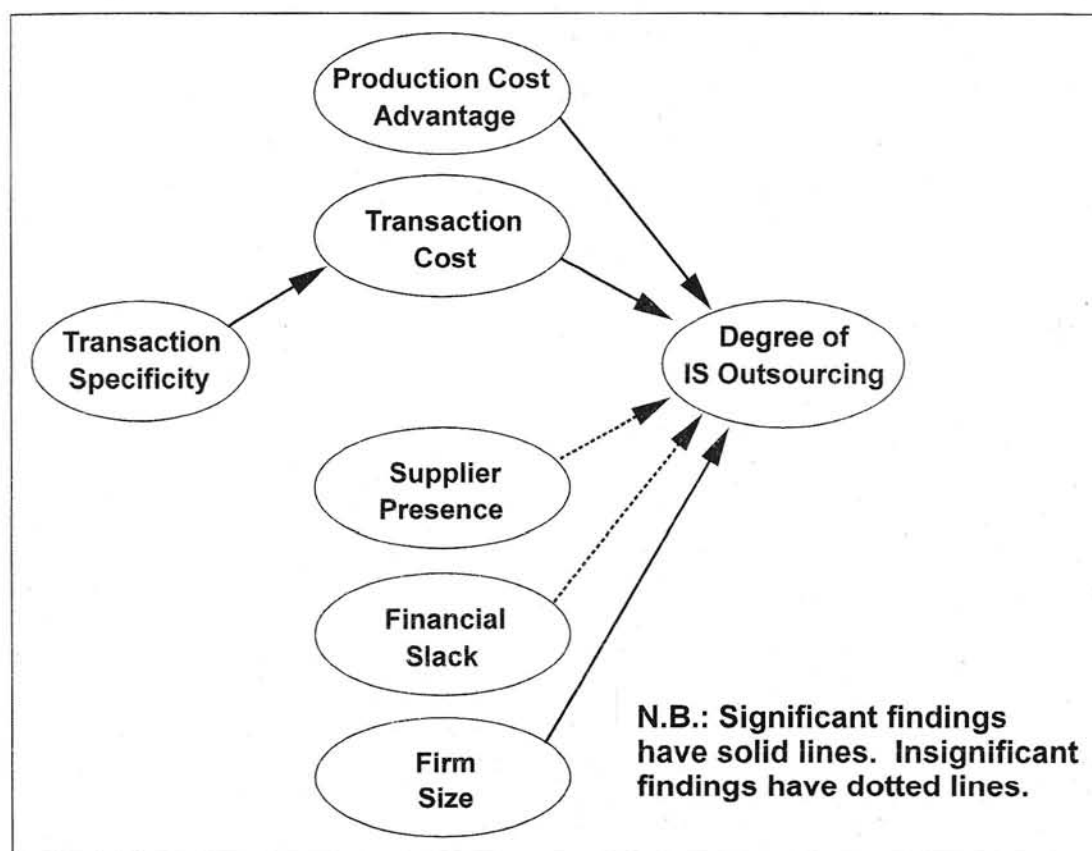 Production Cost
Advantage
Transaction
Cost
Transaction
Specificity
Degree of
IS Outsourcing
Supplier
Presence
Financial
Slack
Firm
Size
N.B.: Significant findings
have solid lines. Insignificant
findings have dotted lines.